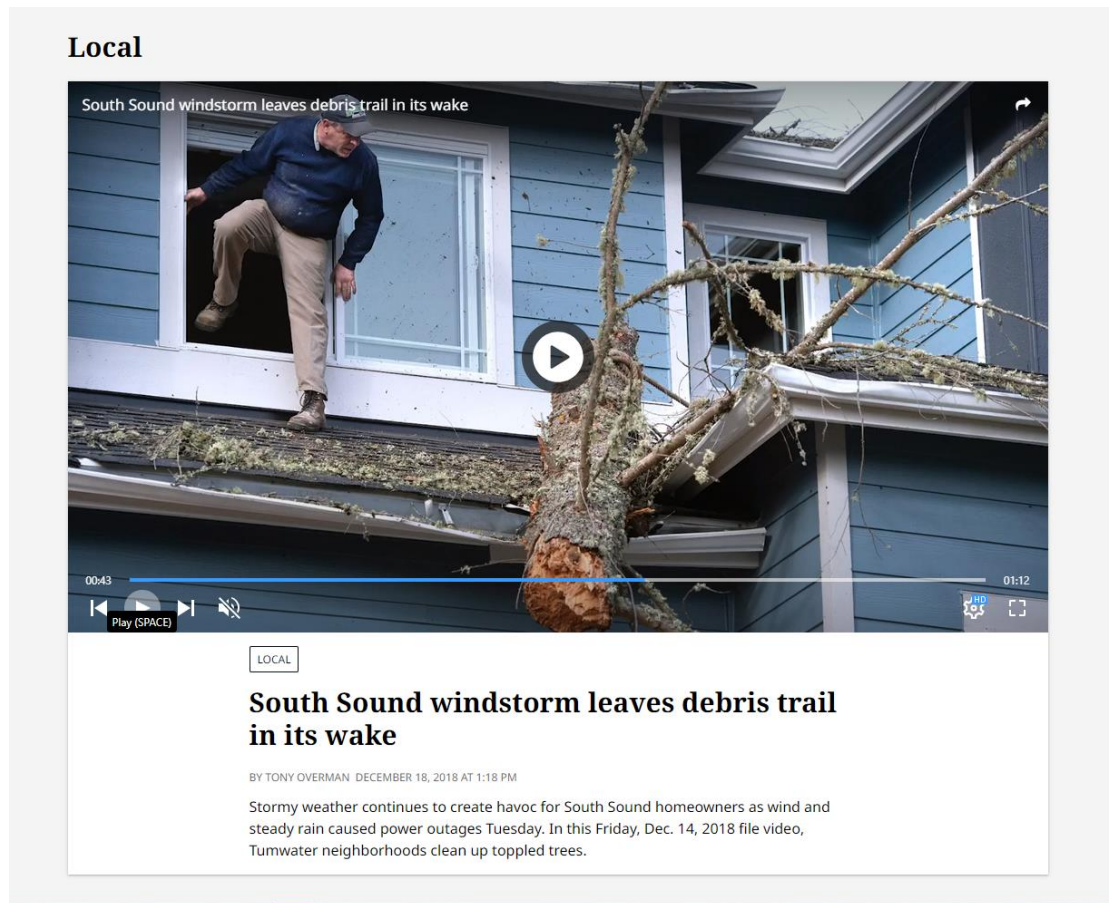 Local
South Sound windstorm leaves debris trail in its wake
00:43
01:12
HD
Play (SPACE)
LOCAL
South Sound windstorm leaves debris trail
in its wake
BY TONY OVERMAN DECEMBER 18, 2018 AT 1:18 PM
Stormy weather continues to create havoc for South Sound homeowners as wind and
steady rain caused power outages Tuesday. In this Friday, Dec. 14, 2018 file video,
Tumwater neighborhoods clean up toppled trees.